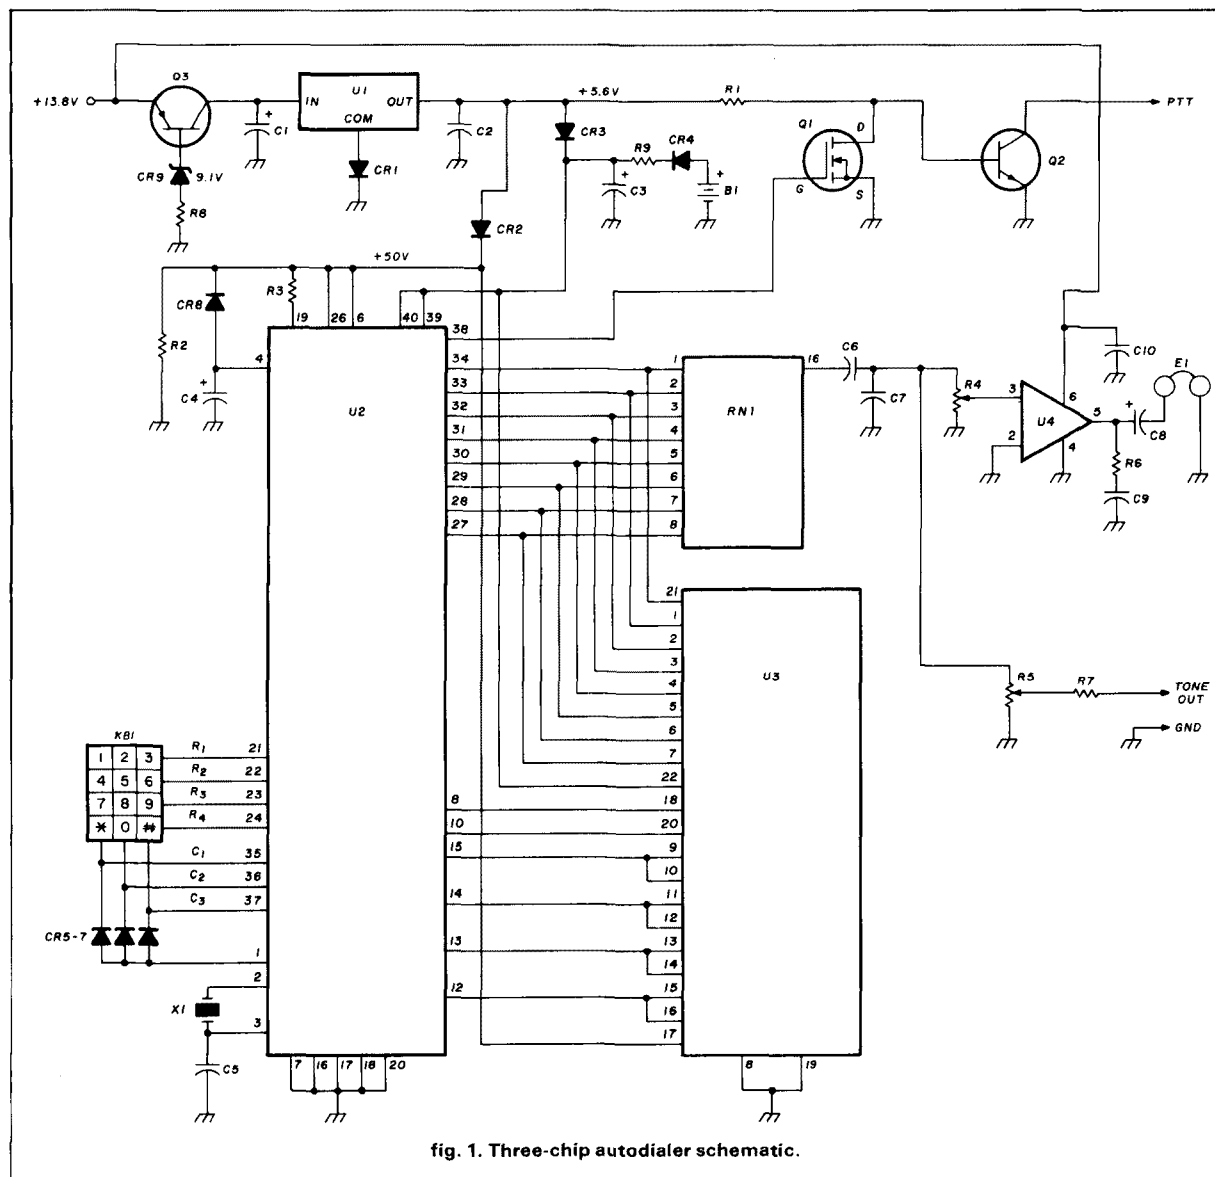 +13.8V
Q3
IN
U1
OUT
COM
C1
C2
CR1
CR9
9.1V
R8
+5.6V
CR3
R9
CR4
C3
B1
R1
Q1
D
G
S
Q2
PTT
CR2
+50V
R3
CR8
R2
C4
19
26
6
40
39
4
U2
38
34
33
32
31
30
29
28
27
1
2
3
4
5
6
7
8
RN1
16
C6
C7
R4
3
2
U4
6
5
4
C10
E1
C8
R6
C9
21
1
2
3
4
5
6
7
22
18
20
9
10
11
12
13
14
15
16
17
U3
8
19
R5
R7
TONE
OUT
GND
8
10
15
14
13
12
KB1
1 2 3
4 5 6
7 8 9
* 0 #
R1
R2
R3
R4
C1
C2
C3
21
22
23
24
35
36
37
CR5-7
1
2
3
X1
C5
7
16
17
18
20
fig. 1. Three-chip autodialer schematic.